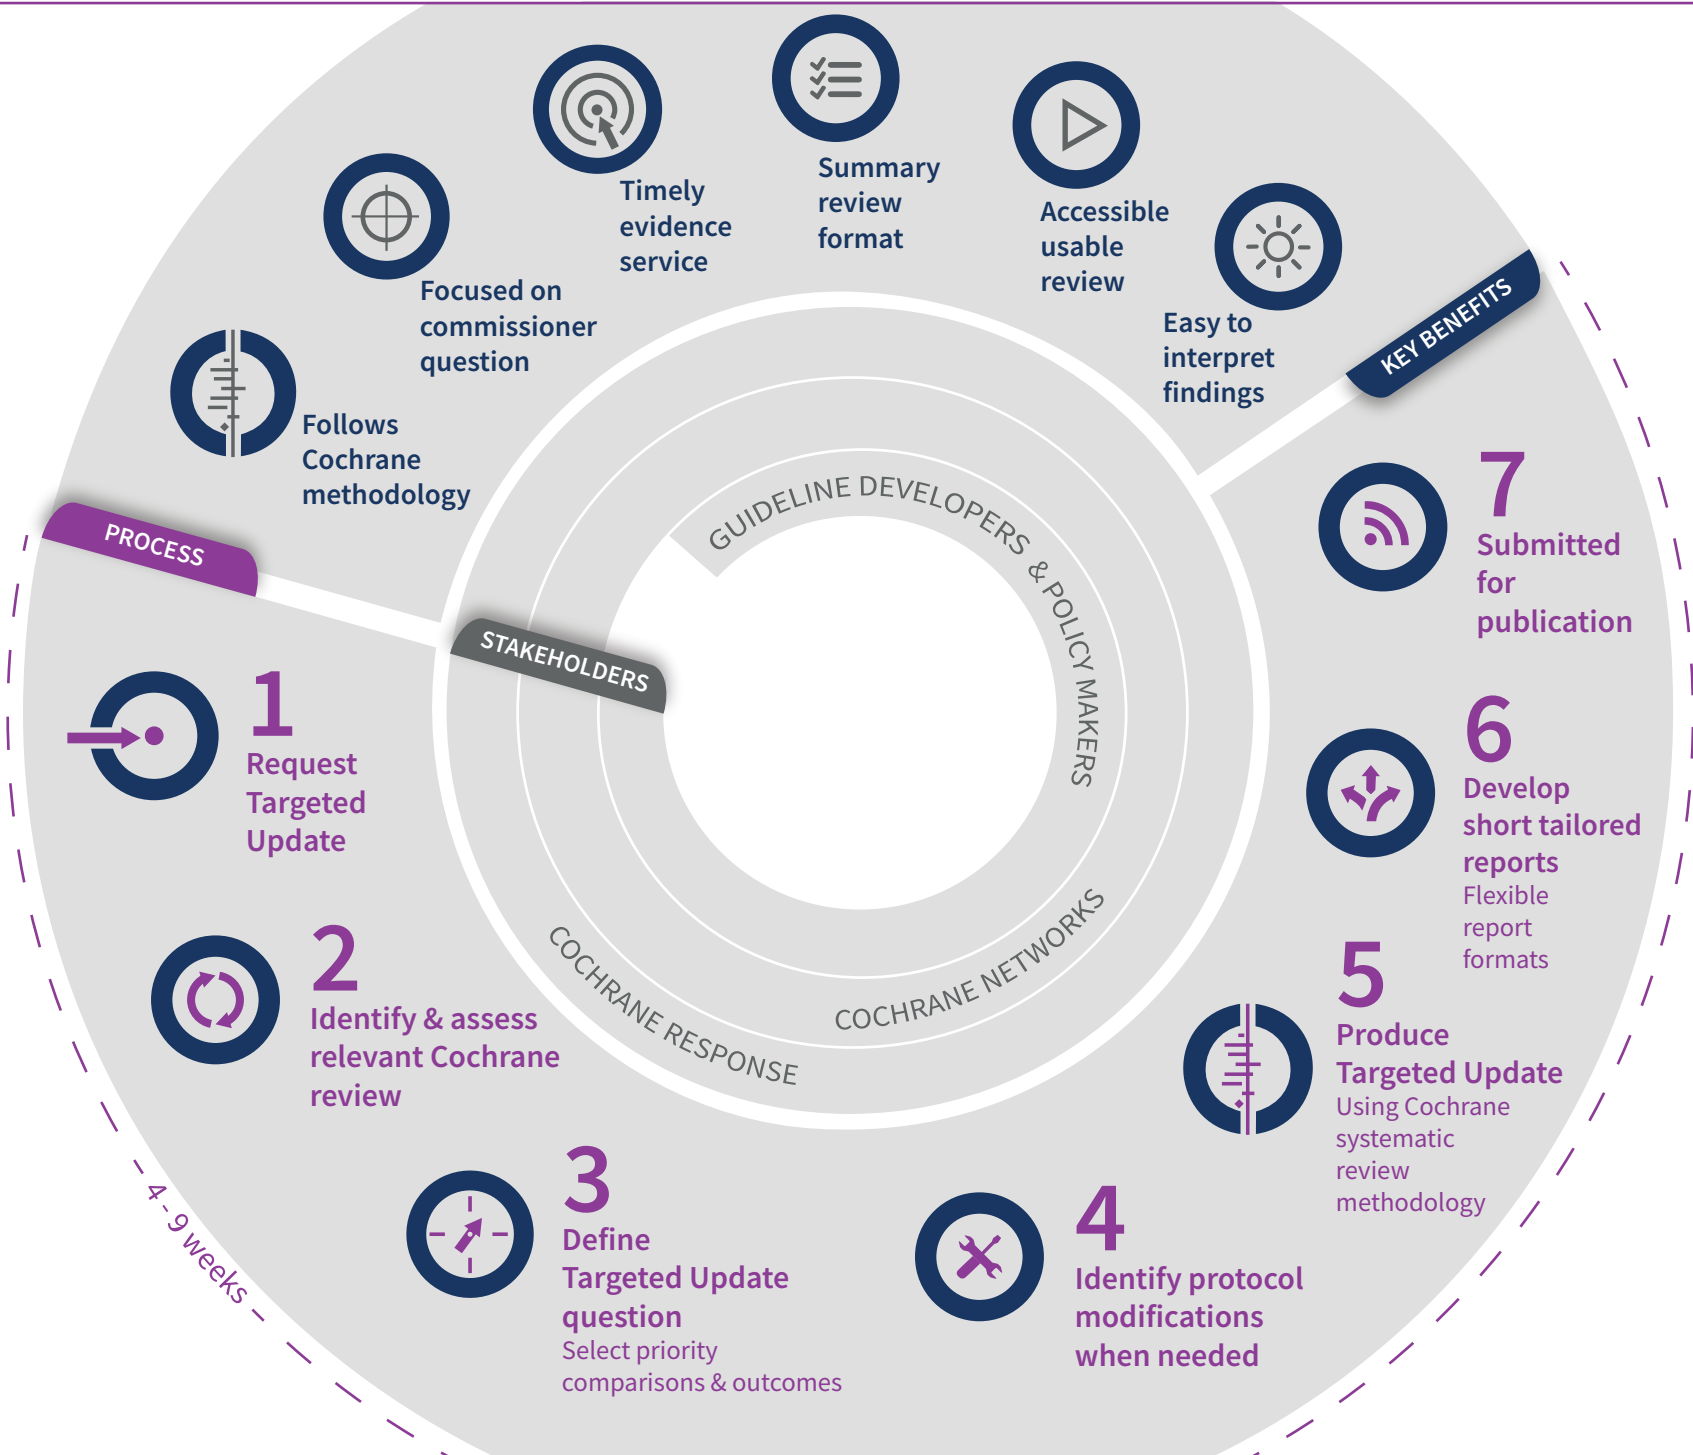 KEY BENEFITS
Follows
Cochrane
methodology
Focused on
commissioner
question
Timely
evidence
service
Summary
review
format
Accessible
usable
review
Easy to
interpret
findings
PROCESS
1
Request
Targeted
Update
2
Identify & assess
relevant Cochrane
review
3
Define
Targeted Update
question
Select priority
comparisons & outcomes
4
Identify protocol
modifications
when needed
5
Produce
Targeted Update
Using Cochrane
systematic
review
methodology
6
Develop
short tailored
reports
Flexible
report
formats
7
Submitted
for
publication
4 - 9 weeks
STAKEHOLDERS
GUIDELINE DEVELOPERS & POLICY MAKERS
COCHRANE NETWORKS
COCHRANE RESPONSE